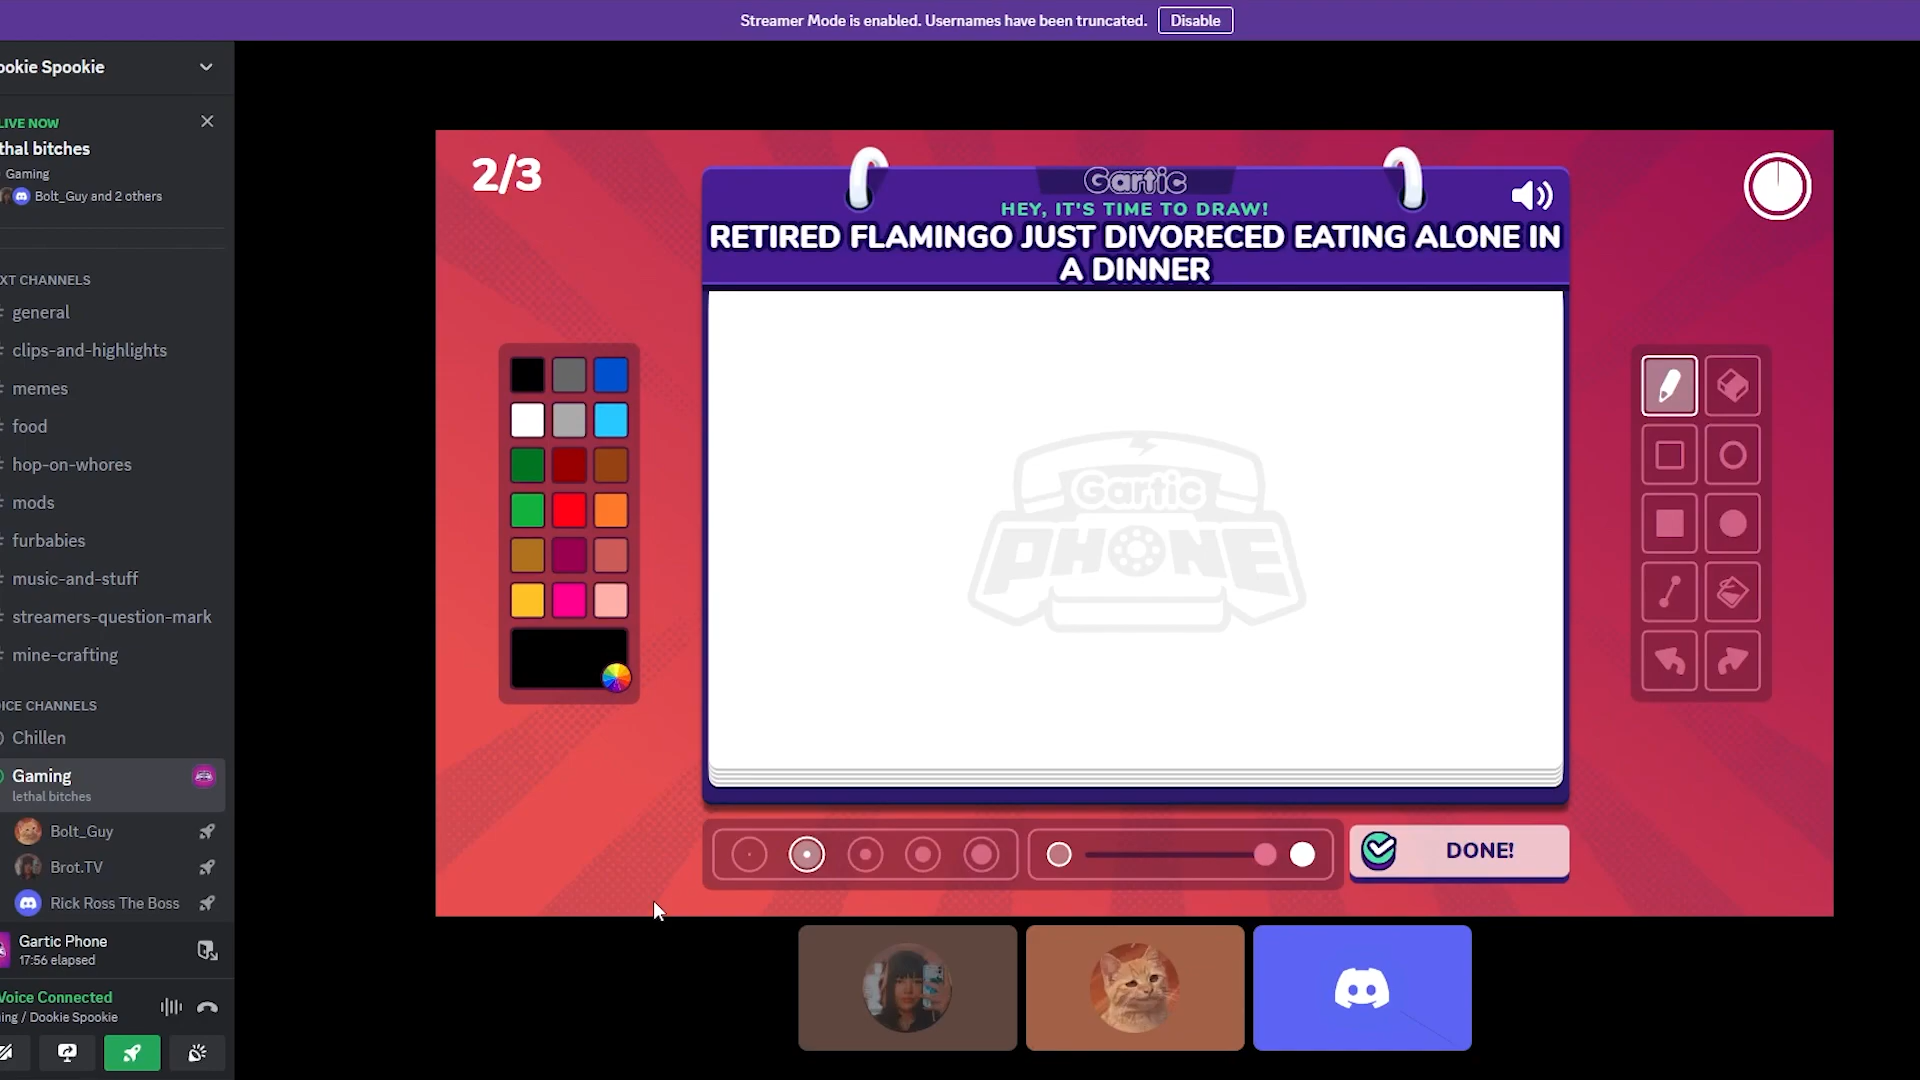 Streamer Mode is enabled. Usernames have been truncated.
Disable
ookie Spookie
LIVE NOW
thal bitches
Gaming
Bolt_Guy and 2 others
XT CHANNELS
general
clips-and-highlights
memes
food
hop-on-whores
mods
furbabies
music-and-stuff
streamers-question-mark
mine-crafting
ICE CHANNELS
Chillen
Gaming
lethal bitches
Bolt_Guy
Brot.TV
Rick Ross The Boss
Gartic Phone
17:56 elapsed
Voice Connected
ing / Dookie Spookie
2/3
Gartic
HEY, IT'S TIME TO DRAW!
RETIRED FLAMINGO JUST DIVORECED EATING ALONE IN
A DINNER
Gartic
PHONE
DONE!